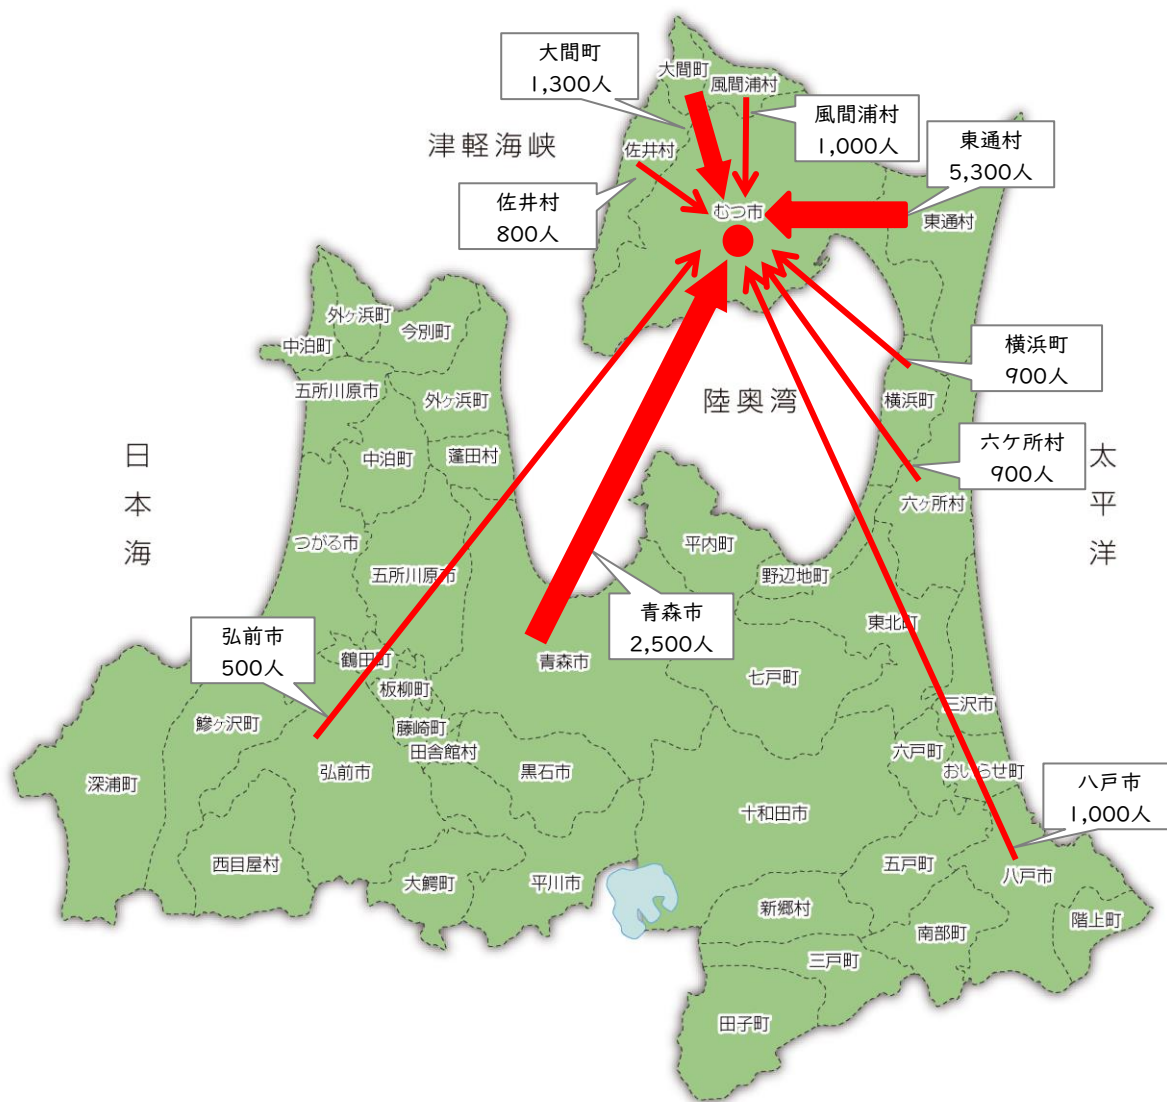 大間町
1,300人
大間町
風間浦村
風間浦村
1,000人
東通村
5,300人
津軽海峡
佐井村
佐井村
800人
むつ市
東通村
外ヶ浜町
今別町
中泊町
五所川原市
外ヶ浜町
横浜町
900人
陸奥湾
横浜町
日本海
中泊町
蓬田村
六ケ所村
900人
太平洋
六ヶ所村
つがる市
五所川原市
平内町
野辺地町
青森市
2,500人
東北町
弘前市
500人
鶴田町
青森市
板柳町
七戸町
三沢市
鰺ヶ沢町
藤崎町
田舎館村
六戸町
おいらせ町
弘前市
黒石市
深浦町
八戸市
1,000人
十和田市
西目屋村
大鰐町
平川市
五戸町
八戸市
新郷村
南部町
階上町
三戸町
田子町